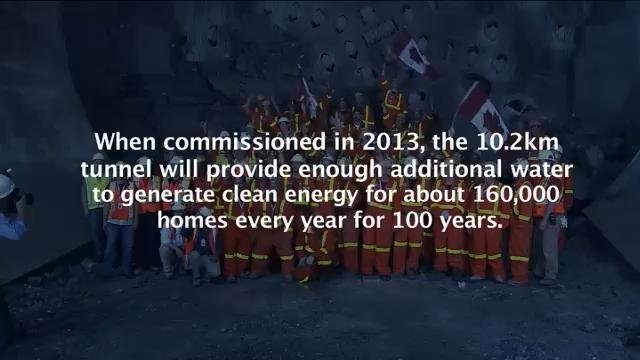 When commissioned in 2013, the 10.2km
tunnel will provide enough additional water
to generate clean energy for about 160,000
homes every year for 100 years.